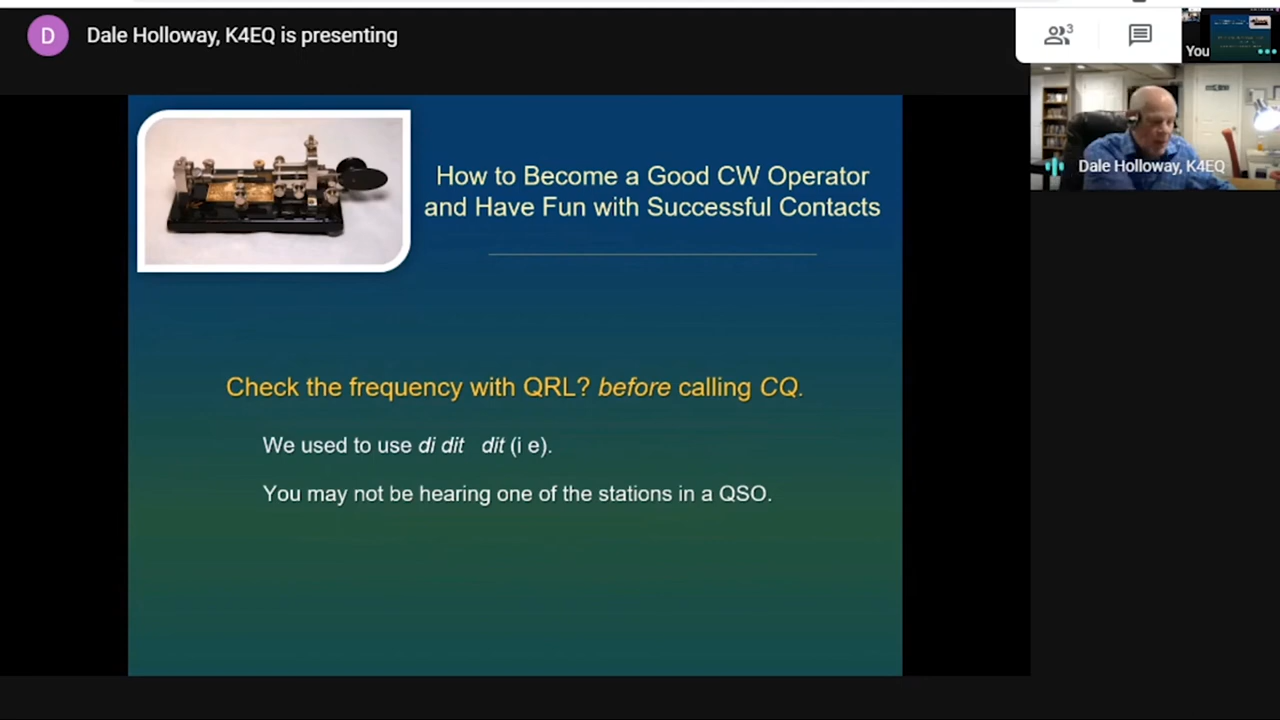 D
Dale Holloway, K4EQ is presenting
3
You
Dale Holloway, K4EQ
How to Become a Good CW Operator
and Have Fun with Successful Contacts
Check the frequency with QRL? before calling CQ.
We used to use di dit dit (i e).
You may not be hearing one of the stations in a QSO.